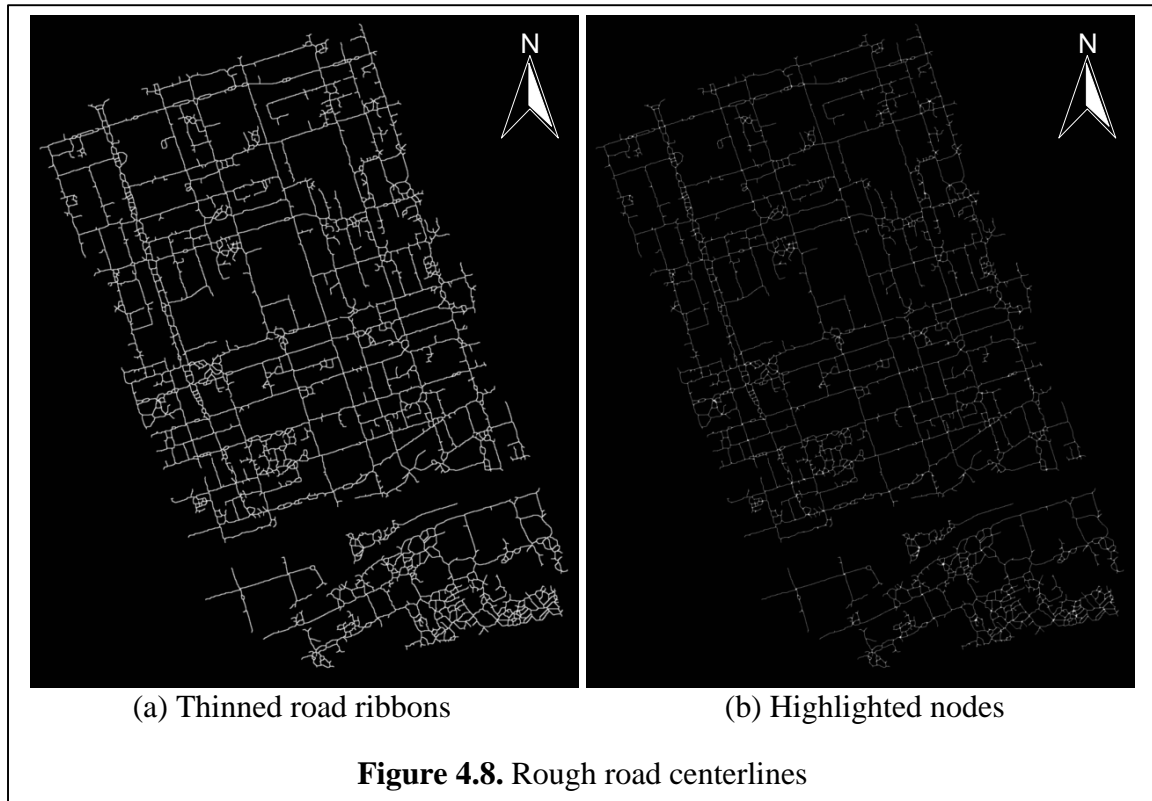 N
N
(a) Thinned road ribbons
(b) Highlighted nodes
Figure 4.8. Rough road centerlines